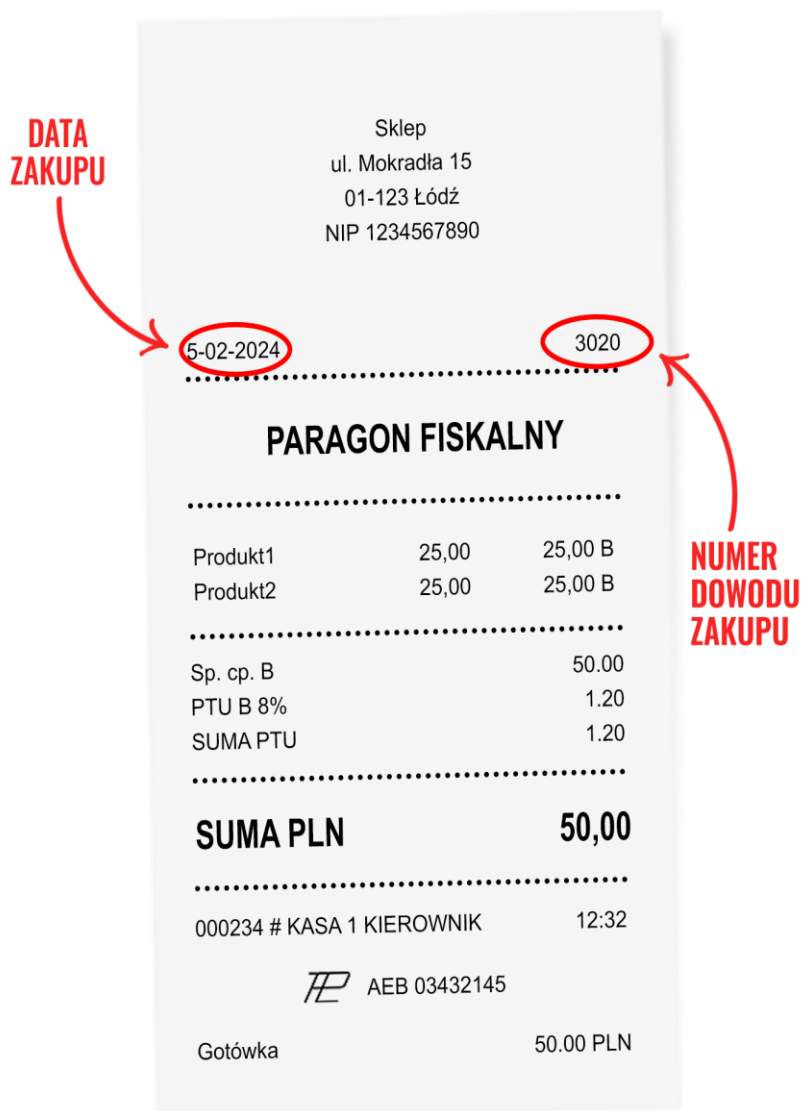 DATA
ZAKUPU
Sklep
ul. Mokradła 15
01-123 Łódź
NIP 1234567890
5-02-2024 3020
PARAGON FISKALNY
Produkt1 25,00 25,00 B
Produkt2 25,00 25,00 B
NUMER
DOWODU
ZAKUPU
Sp. cp. B 50.00
PTU B 8% 1.20
SUMA PTU 1.20
SUMA PLN 50,00
000234 # KASA 1 KIEROWNIK 12:32
AEB 03432145
Gotówka 50.00 PLN